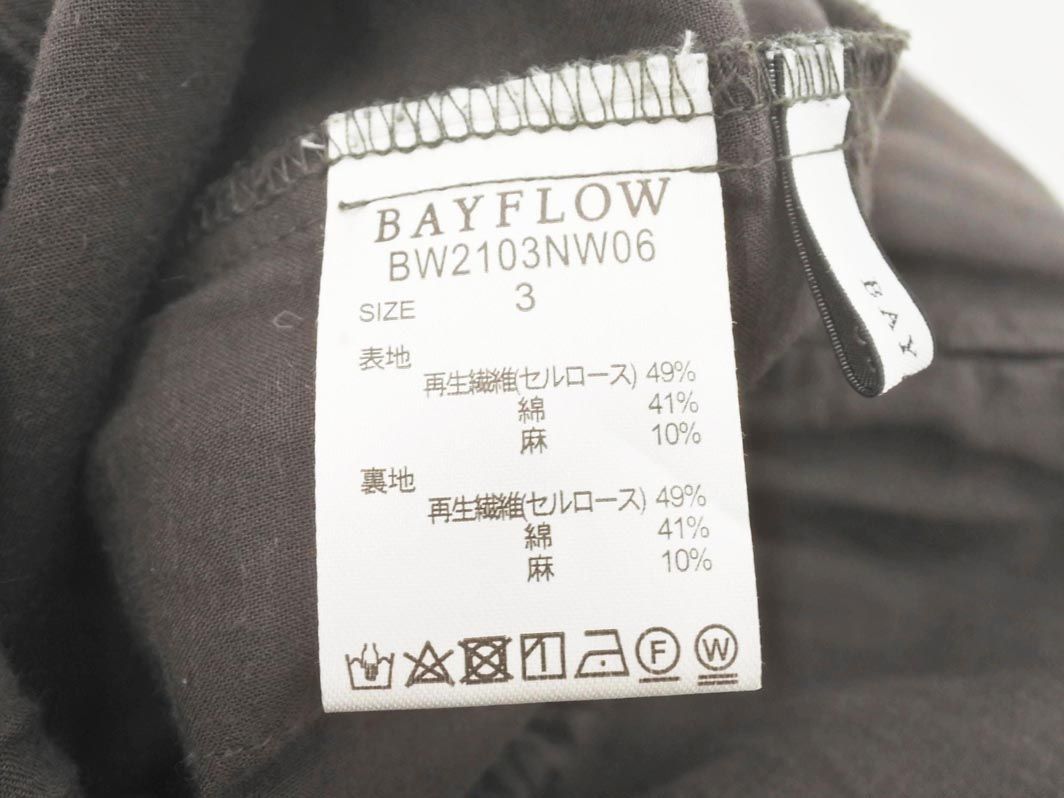 BAYFLOW
BW2103NW06
SIZE 3
表地
再生繊維(セルロース) 49%
綿 41%
麻 10%
裏地
再生繊維(セルロース) 49%
綿 41%
麻 10%
F W
BAY